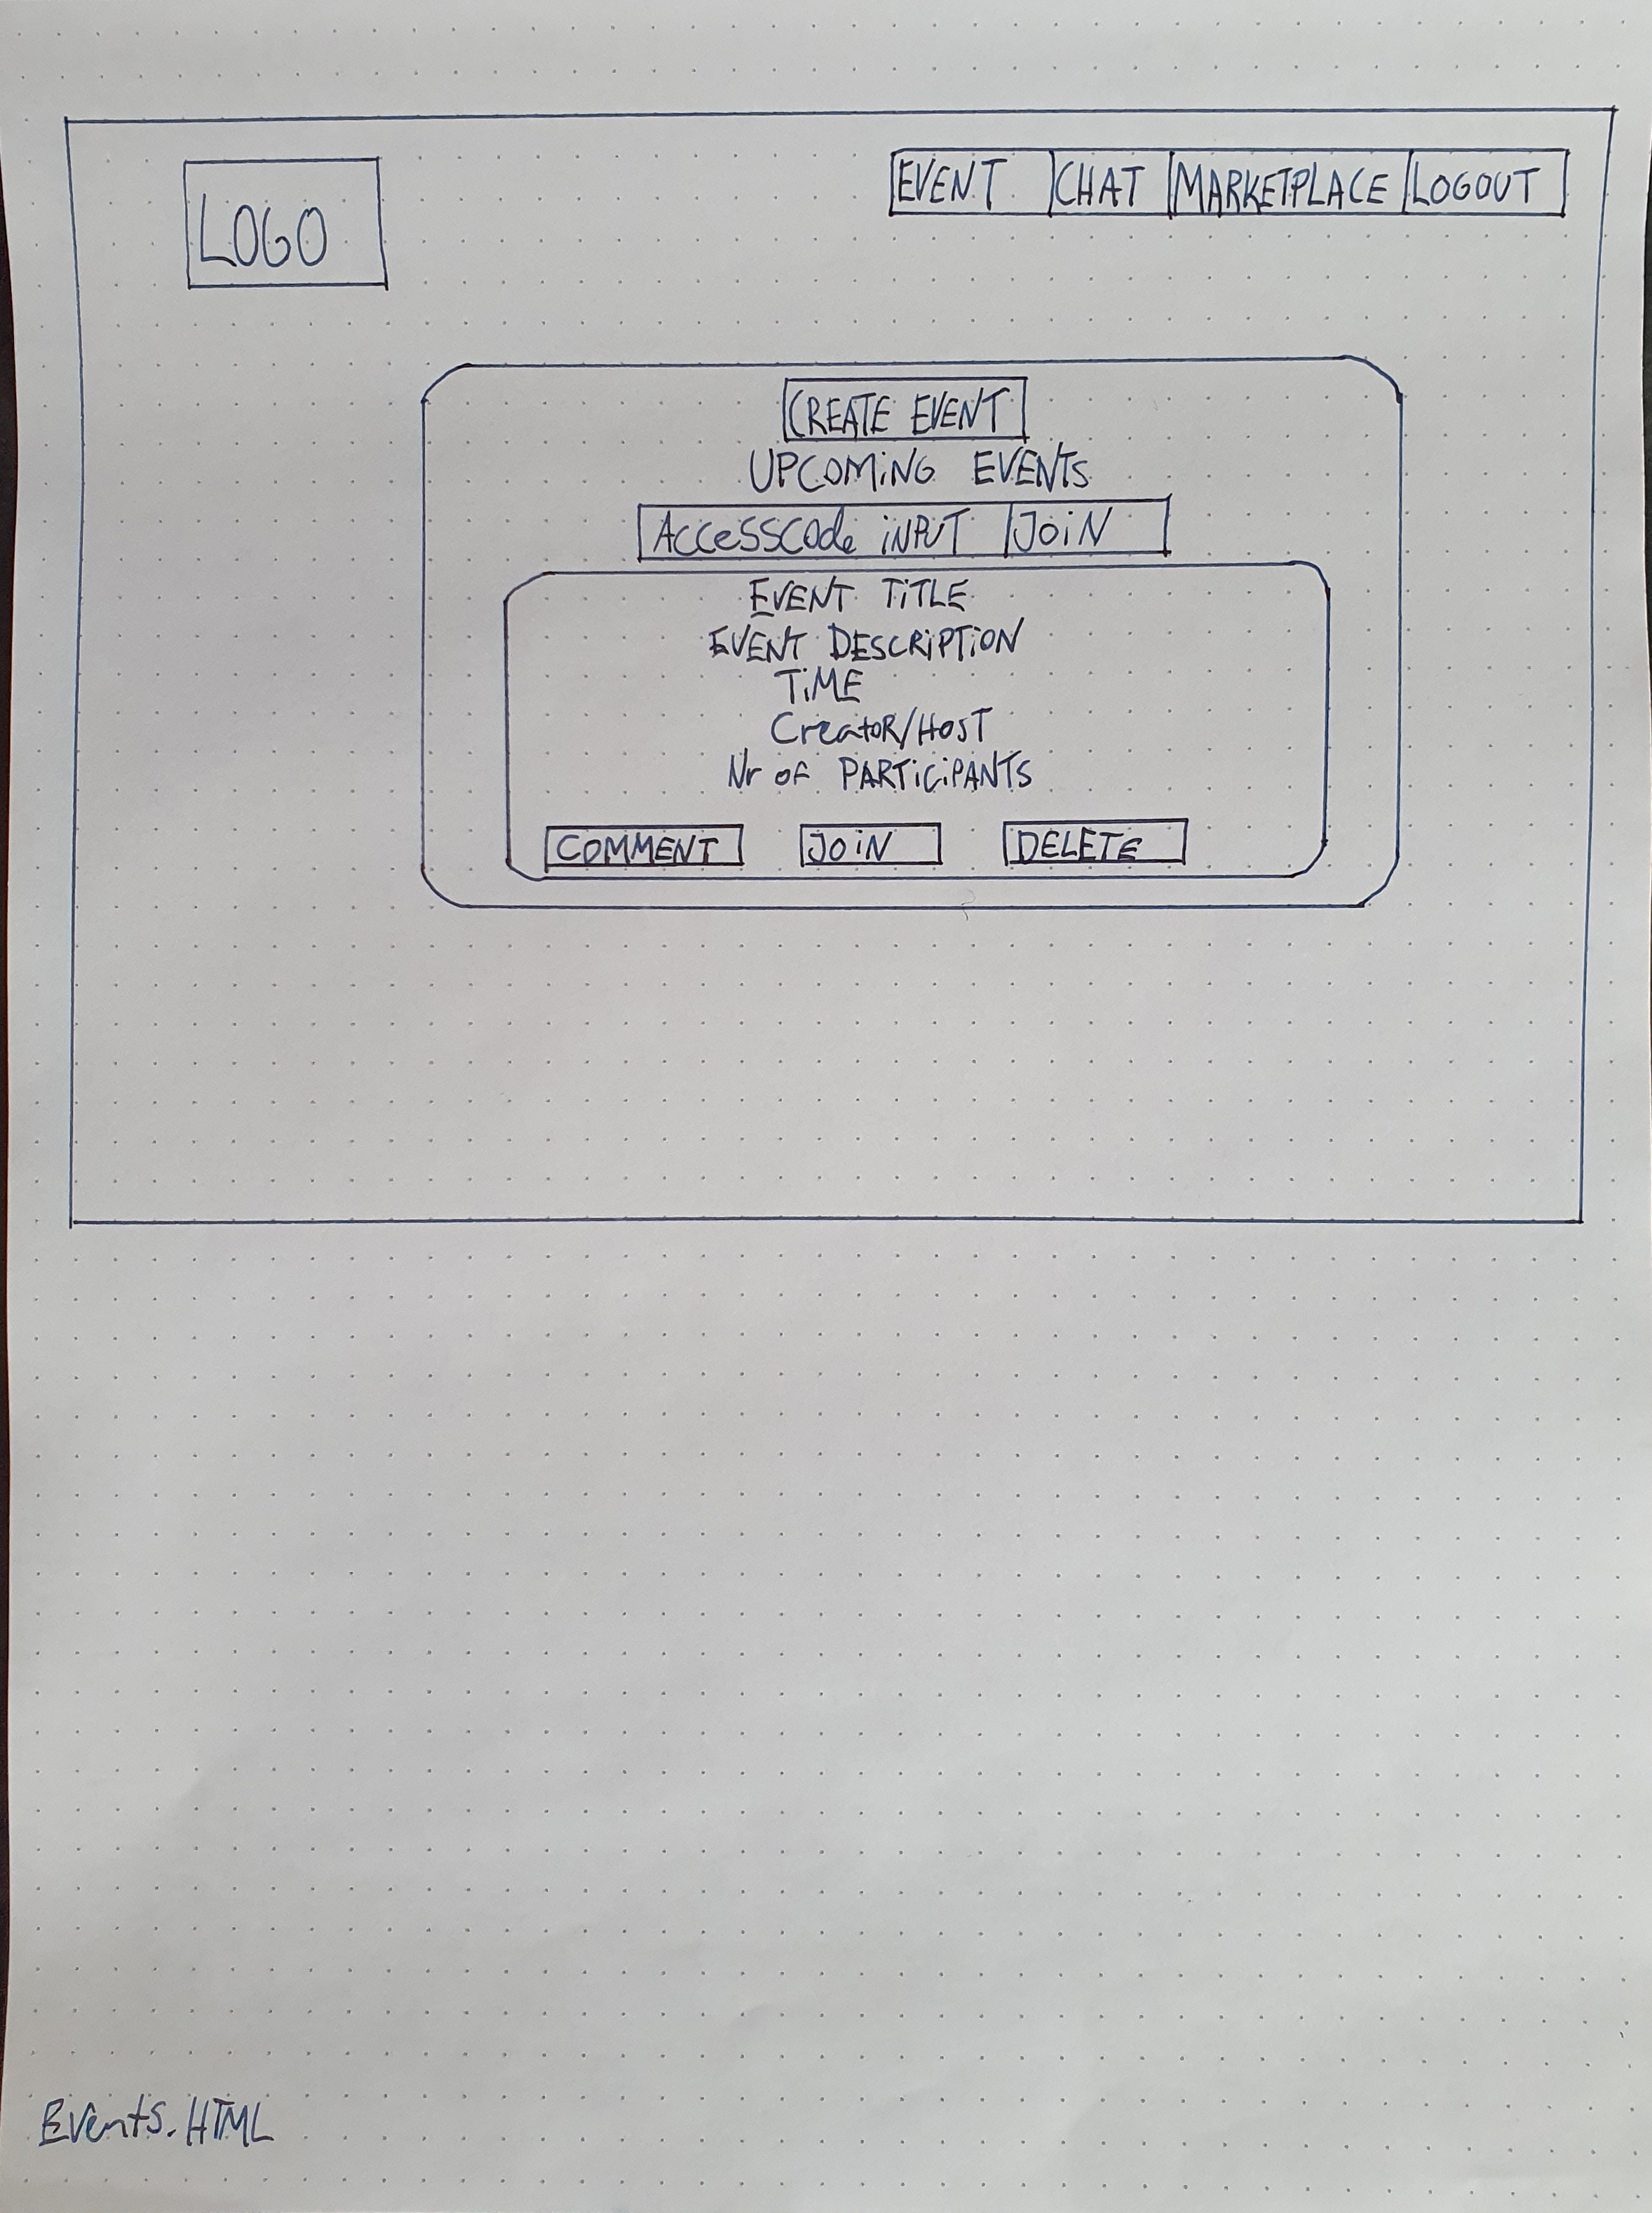 LOGO
EVENT CHAT MARKETPLACE LOGOUT
CREATE EVENT
UPCOMING EVENTS
Accesscode iNPUT JoiN
EVENT TiTLE
EVENT DESCRiPTiON
TiME
CreatoR/HosT
Nr oF PARTiCiPANTS
COMMENT JOiN DELETE
Events.HTML